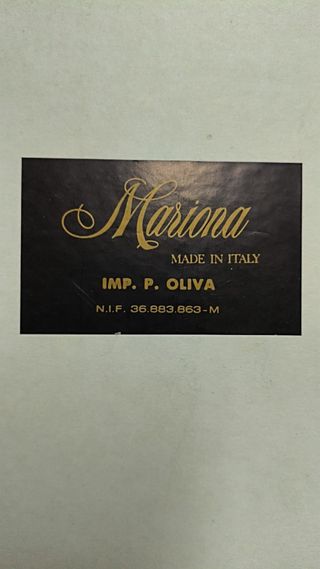 Mariona
MADE IN ITALY
IMP. P. OLIVA
N.I.F. 36.883.863-M